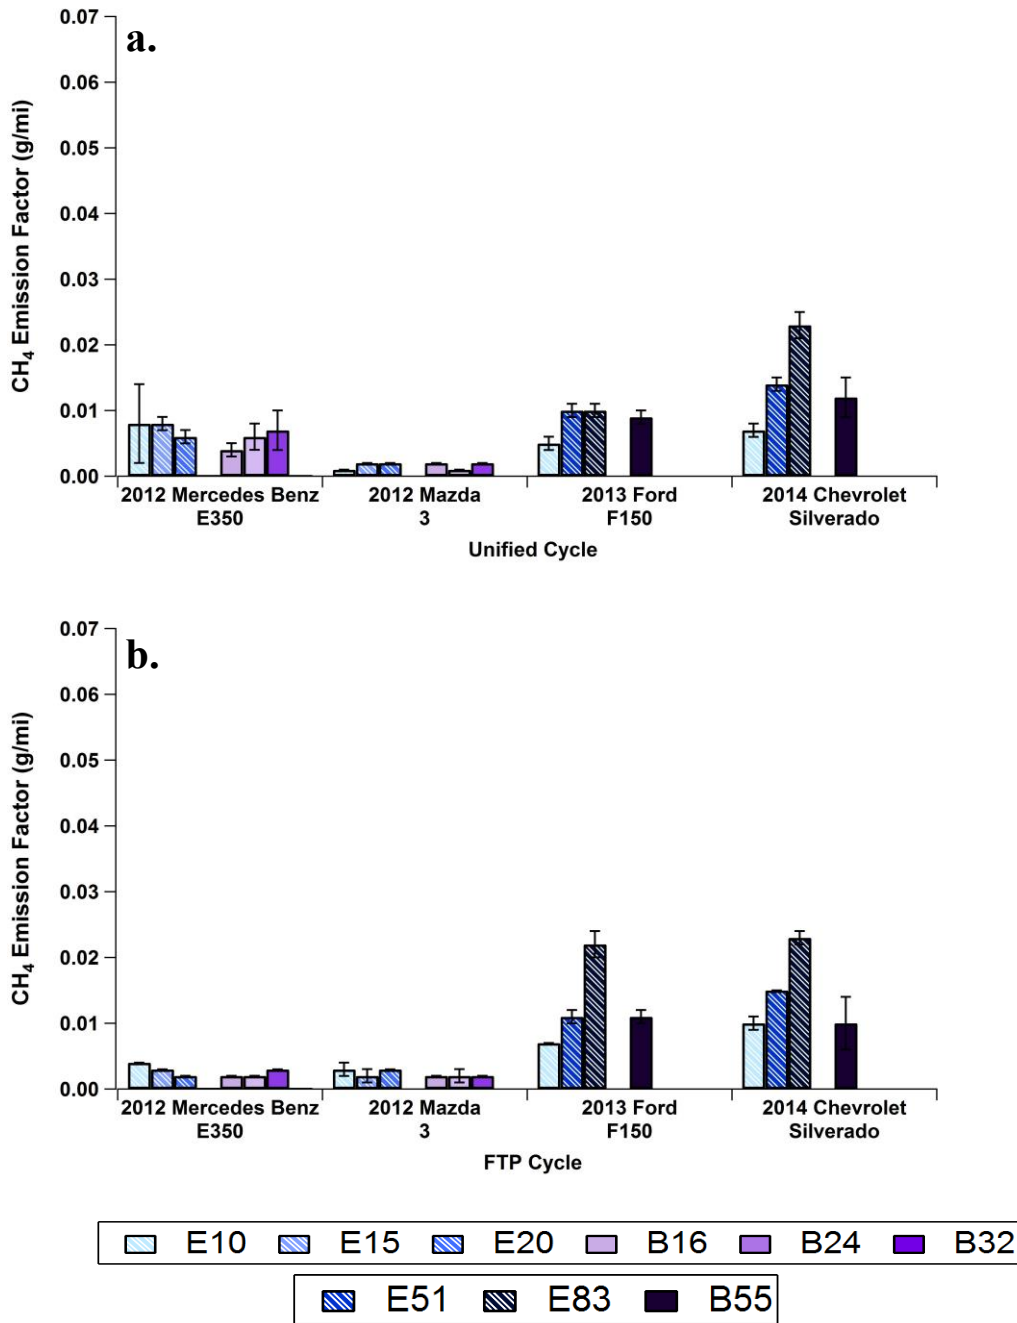 a.
CH₄ Emission Factor (g/mi)
0.07
0.06
0.05
0.04
0.03
0.02
0.01
0.00
2012 Mercedes Benz
E350
2012 Mazda
3
2013 Ford
F150
2014 Chevrolet
Silverado
Unified Cycle
b.
CH₄ Emission Factor (g/mi)
0.07
0.06
0.05
0.04
0.03
0.02
0.01
0.00
2012 Mercedes Benz
E350
2012 Mazda
3
2013 Ford
F150
2014 Chevrolet
Silverado
FTP Cycle
E10 E15 E20 B16 B24 B32
E51 E83 B55